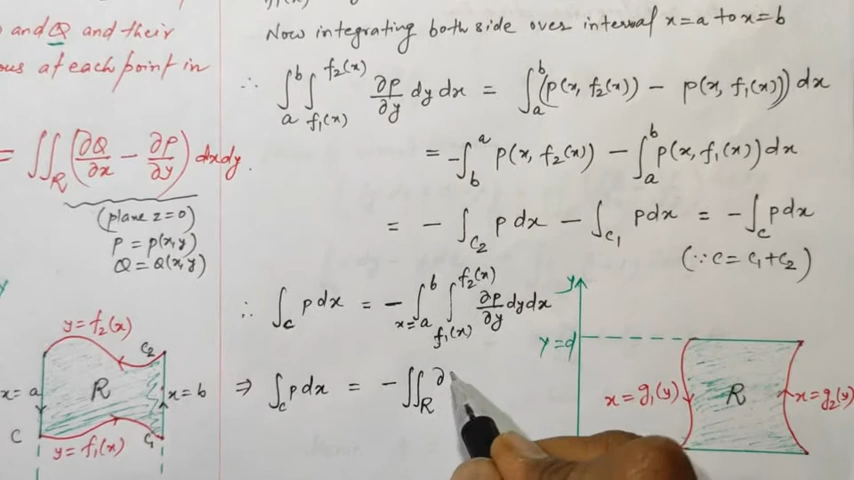 and Q and their
ous at each point in
= ∬_R (∂Q/∂x − ∂P/∂y) dxdy.
(plane z=0)
P = P(x,y)
Q = Q(x,y)
y = f₂(x)
C₂
x = a
R
x = b
C
y = f₁(x)
C₁
Now integrating both side over interval x=a to x=b
∴ ∫_a^b ∫_{f₁(x)}^{f₂(x)} ∂P/∂y dy dx = ∫_a^b (P(x, f₂(x)) − P(x, f₁(x))) dx
= −∫_b^a P(x, f₂(x)) − ∫_a^b P(x, f₁(x)) dx
= − ∫_{C₂} P dx − ∫_{C₁} P dx = −∫_C P dx
(∵ C = C₁ + C₂)
∴ ∫_C P dx = −∫_{x=a}^b ∫_{f₁(x)}^{f₂(x)} ∂P/∂y dy dx
⇒ ∫_C P dx = −∬_R ∂
y
y = d
x = g₁(y)
R
x = g₂(y)